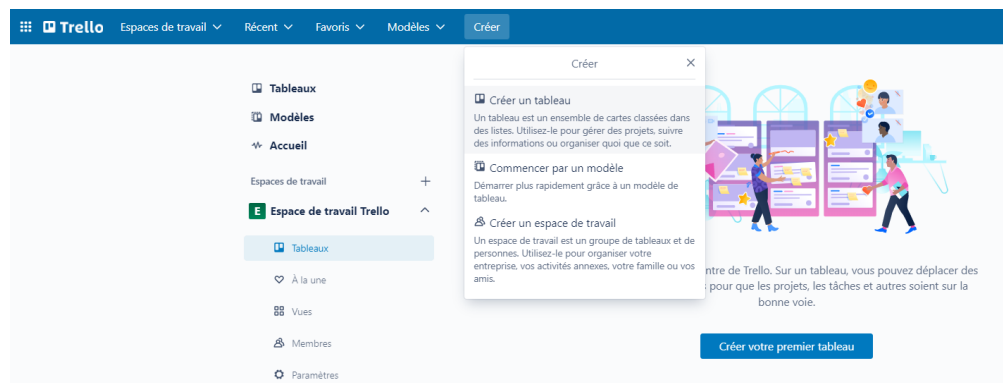 Trello Espaces de travail Récent Favoris Modèles Créer
Tableaux
Modèles
Accueil
Espaces de travail
E Espace de travail Trello
Tableaux
À la une
Vues
Membres
Paramètres
Créer
Créer un tableau
Un tableau est un ensemble de cartes classées dans
des listes. Utilisez-le pour gérer des projets, suivre
des informations ou organiser quoi que ce soit.
Commencer par un modèle
Démarrer plus rapidement grâce à un modèle de
tableau.
Créer un espace de travail
Un espace de travail est un groupe de tableaux et de
personnes. Utilisez-le pour organiser votre
entreprise, vos activités annexes, votre famille ou vos
amis.
ntre de Trello. Sur un tableau, vous pouvez déplacer des
pour que les projets, les tâches et autres soient sur la
bonne voie.
Créer votre premier tableau